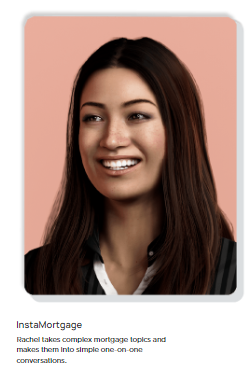 InstaMortgage
Rachel takes complex mortgage topics and
makes them into simple one-on-one
conversations.